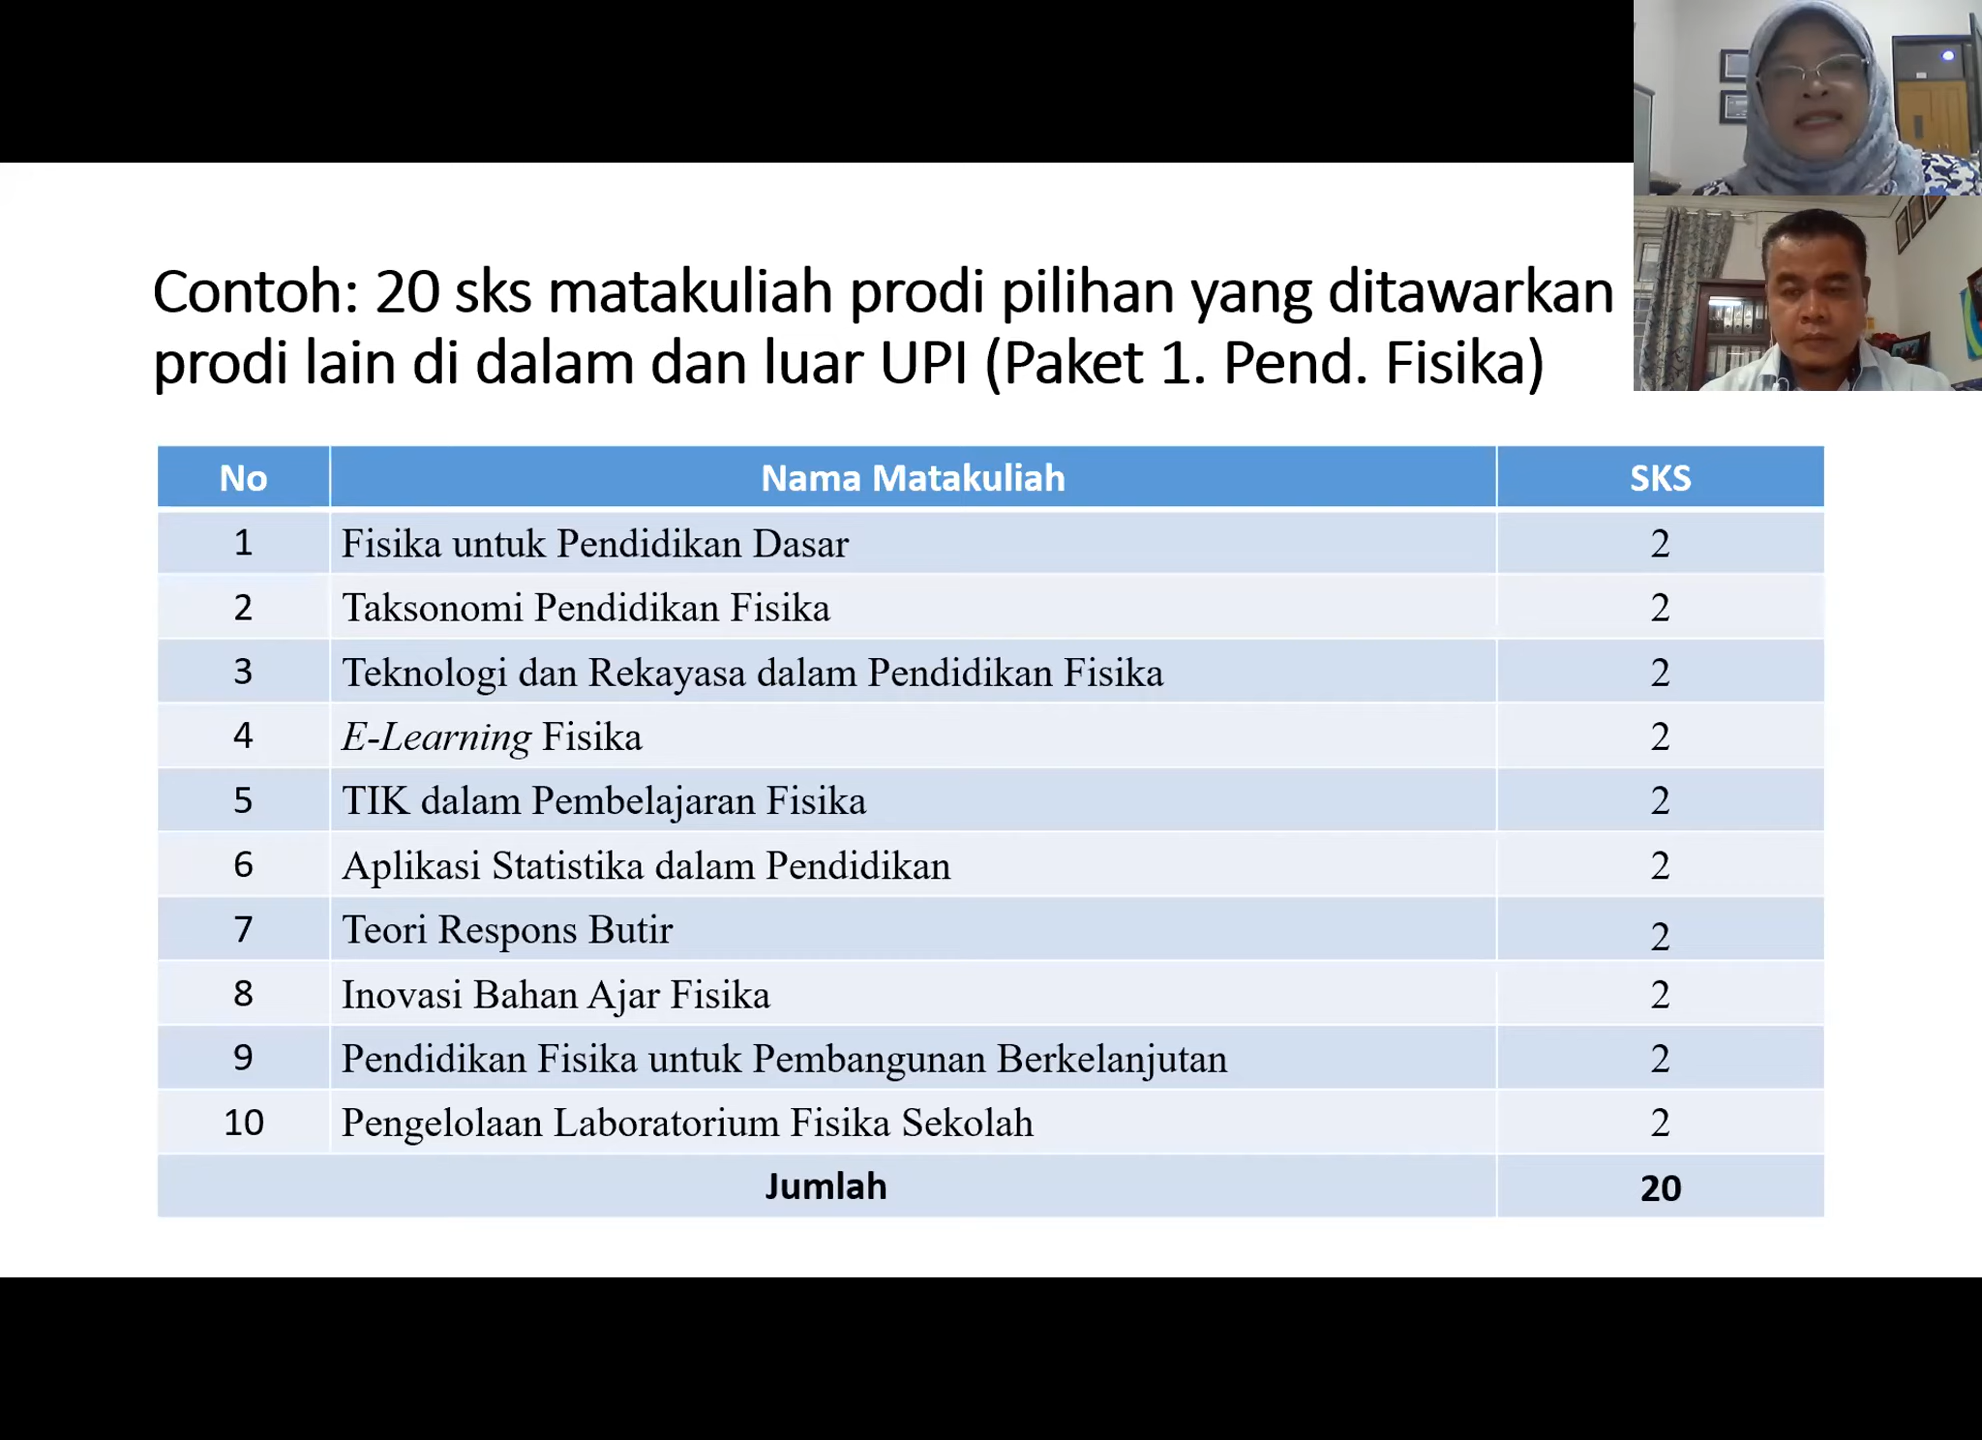 Contoh: 20 sks matakuliah prodi pilihan yang ditawarkan
prodi lain di dalam dan luar UPI (Paket 1. Pend. Fisika)
No Nama Matakuliah SKS
1 Fisika untuk Pendidikan Dasar 2
2 Taksonomi Pendidikan Fisika 2
3 Teknologi dan Rekayasa dalam Pendidikan Fisika 2
4 E-Learning Fisika 2
5 TIK dalam Pembelajaran Fisika 2
6 Aplikasi Statistika dalam Pendidikan 2
7 Teori Respons Butir 2
8 Inovasi Bahan Ajar Fisika 2
9 Pendidikan Fisika untuk Pembangunan Berkelanjutan 2
10 Pengelolaan Laboratorium Fisika Sekolah 2
Jumlah 20